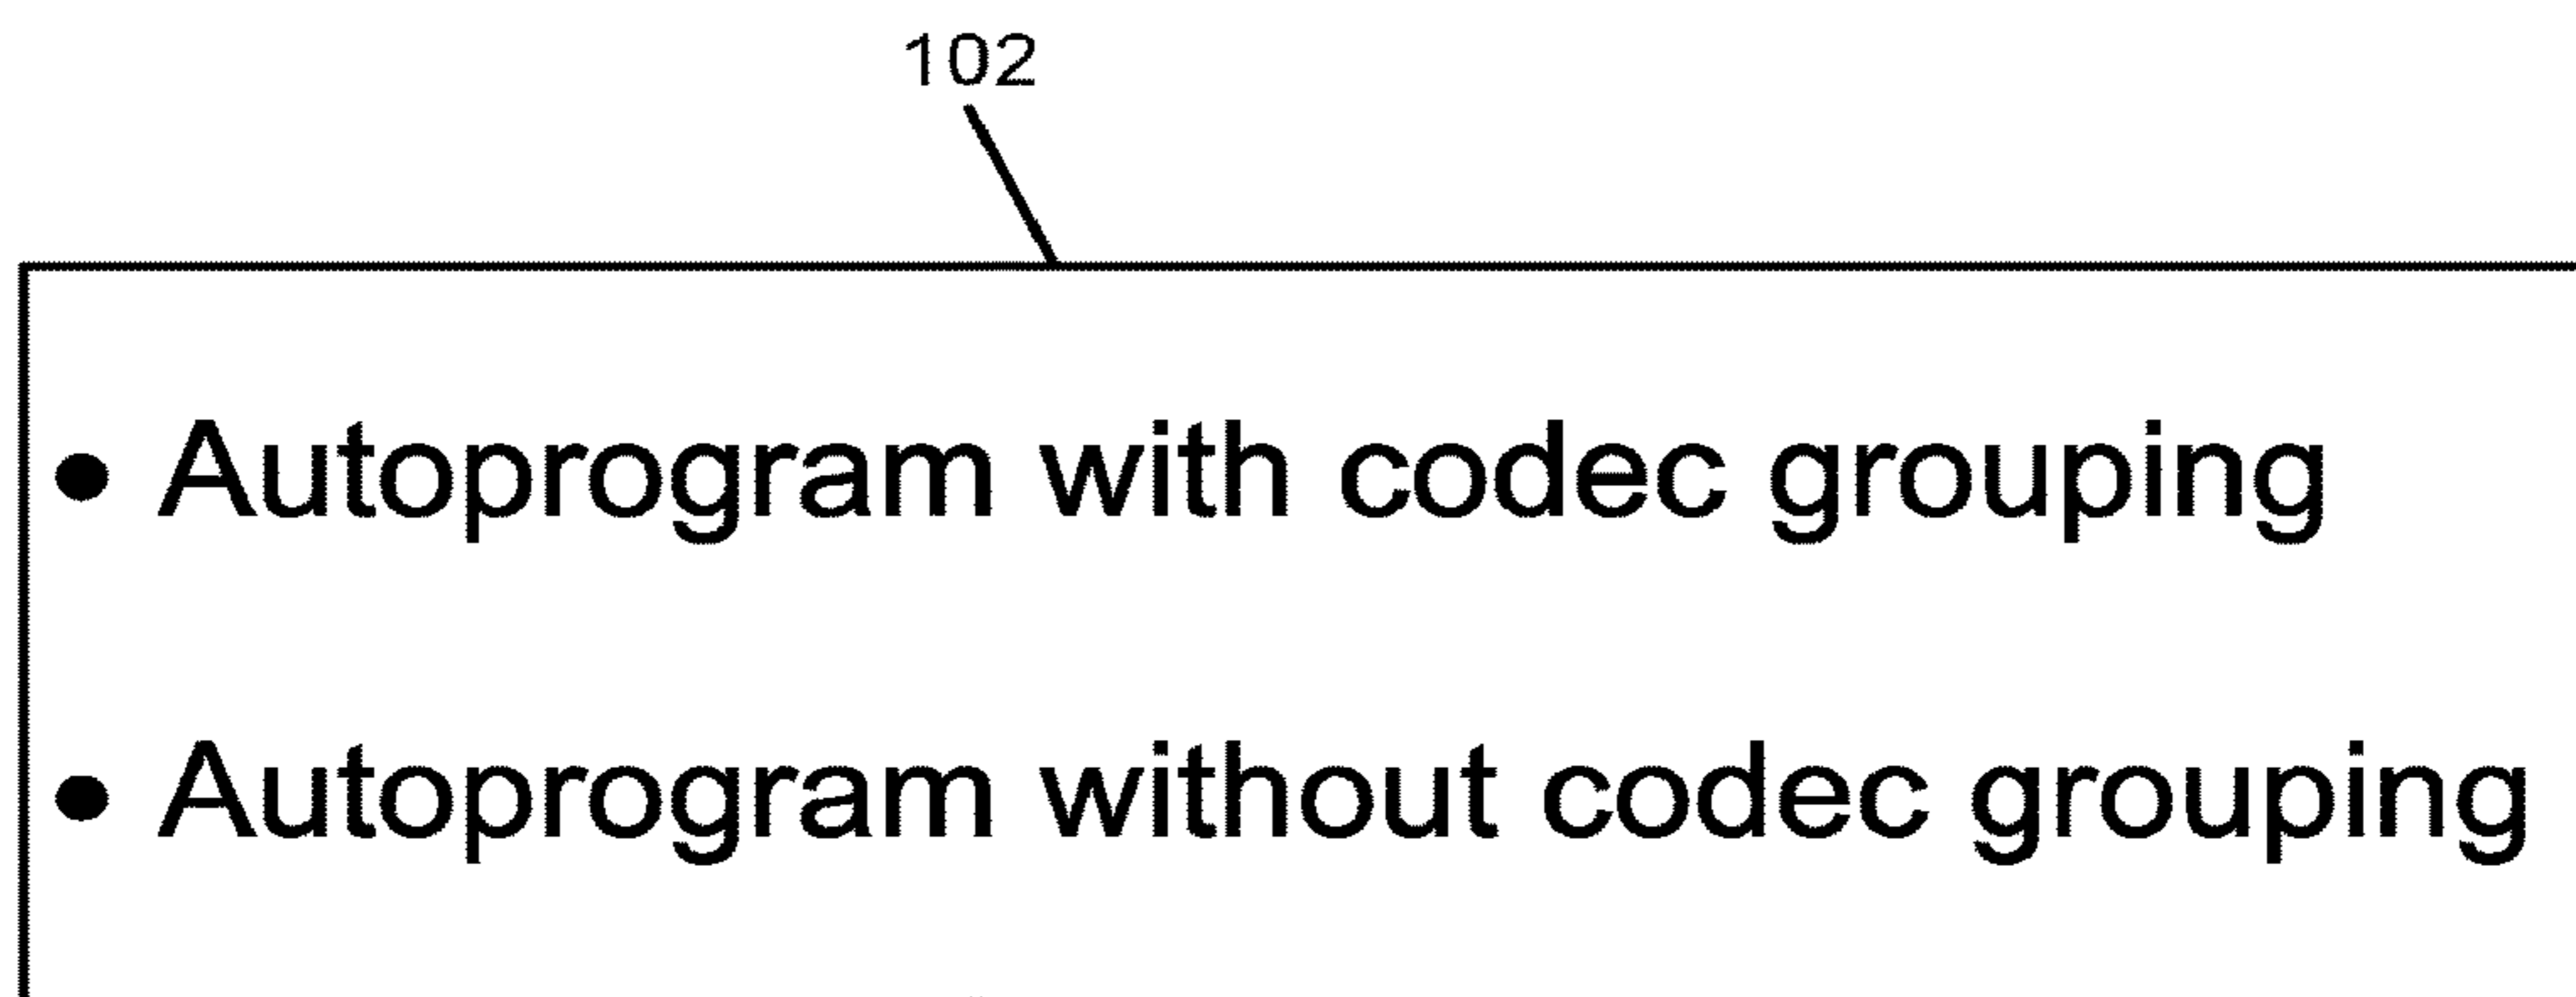 102
• Autoprogram with codec grouping
• Autoprogram without codec grouping